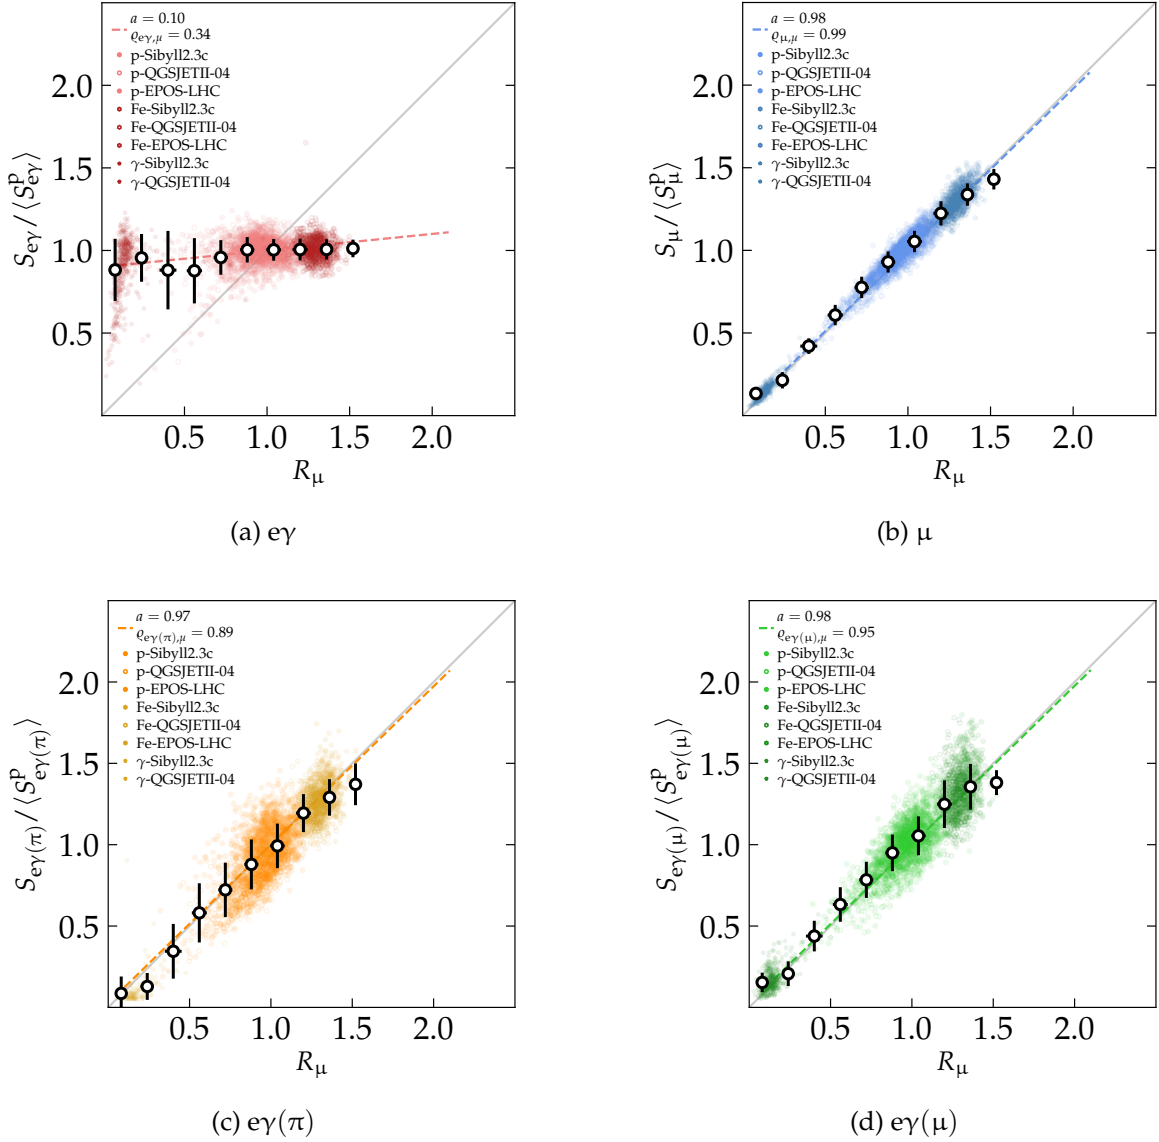 a = 0.10
ϱeγ,μ = 0.34
p-Sibyll2.3c
p-QGSJETII-04
p-EPOS-LHC
Fe-Sibyll2.3c
Fe-QGSJETII-04
Fe-EPOS-LHC
γ-Sibyll2.3c
γ-QGSJETII-04
2.0
1.5
1.0
0.5
Seγ / ⟨S^p_eγ⟩
0.5 1.0 1.5 2.0
Rμ
(a) eγ
a = 0.98
ϱμ,μ = 0.99
p-Sibyll2.3c
p-QGSJETII-04
p-EPOS-LHC
Fe-Sibyll2.3c
Fe-QGSJETII-04
Fe-EPOS-LHC
γ-Sibyll2.3c
γ-QGSJETII-04
2.0
1.5
1.0
0.5
Sμ / ⟨S^p_μ⟩
0.5 1.0 1.5 2.0
Rμ
(b) μ
a = 0.97
ϱeγ(π),μ = 0.89
p-Sibyll2.3c
p-QGSJETII-04
p-EPOS-LHC
Fe-Sibyll2.3c
Fe-QGSJETII-04
Fe-EPOS-LHC
γ-Sibyll2.3c
γ-QGSJETII-04
2.0
1.5
1.0
0.5
Seγ(π) / ⟨S^p_eγ(π)⟩
0.5 1.0 1.5 2.0
Rμ
(c) eγ(π)
a = 0.98
ϱeγ(μ),μ = 0.95
p-Sibyll2.3c
p-QGSJETII-04
p-EPOS-LHC
Fe-Sibyll2.3c
Fe-QGSJETII-04
Fe-EPOS-LHC
γ-Sibyll2.3c
γ-QGSJETII-04
2.0
1.5
1.0
0.5
Seγ(μ) / ⟨S^p_eγ(μ)⟩
0.5 1.0 1.5 2.0
Rμ
(d) eγ(μ)